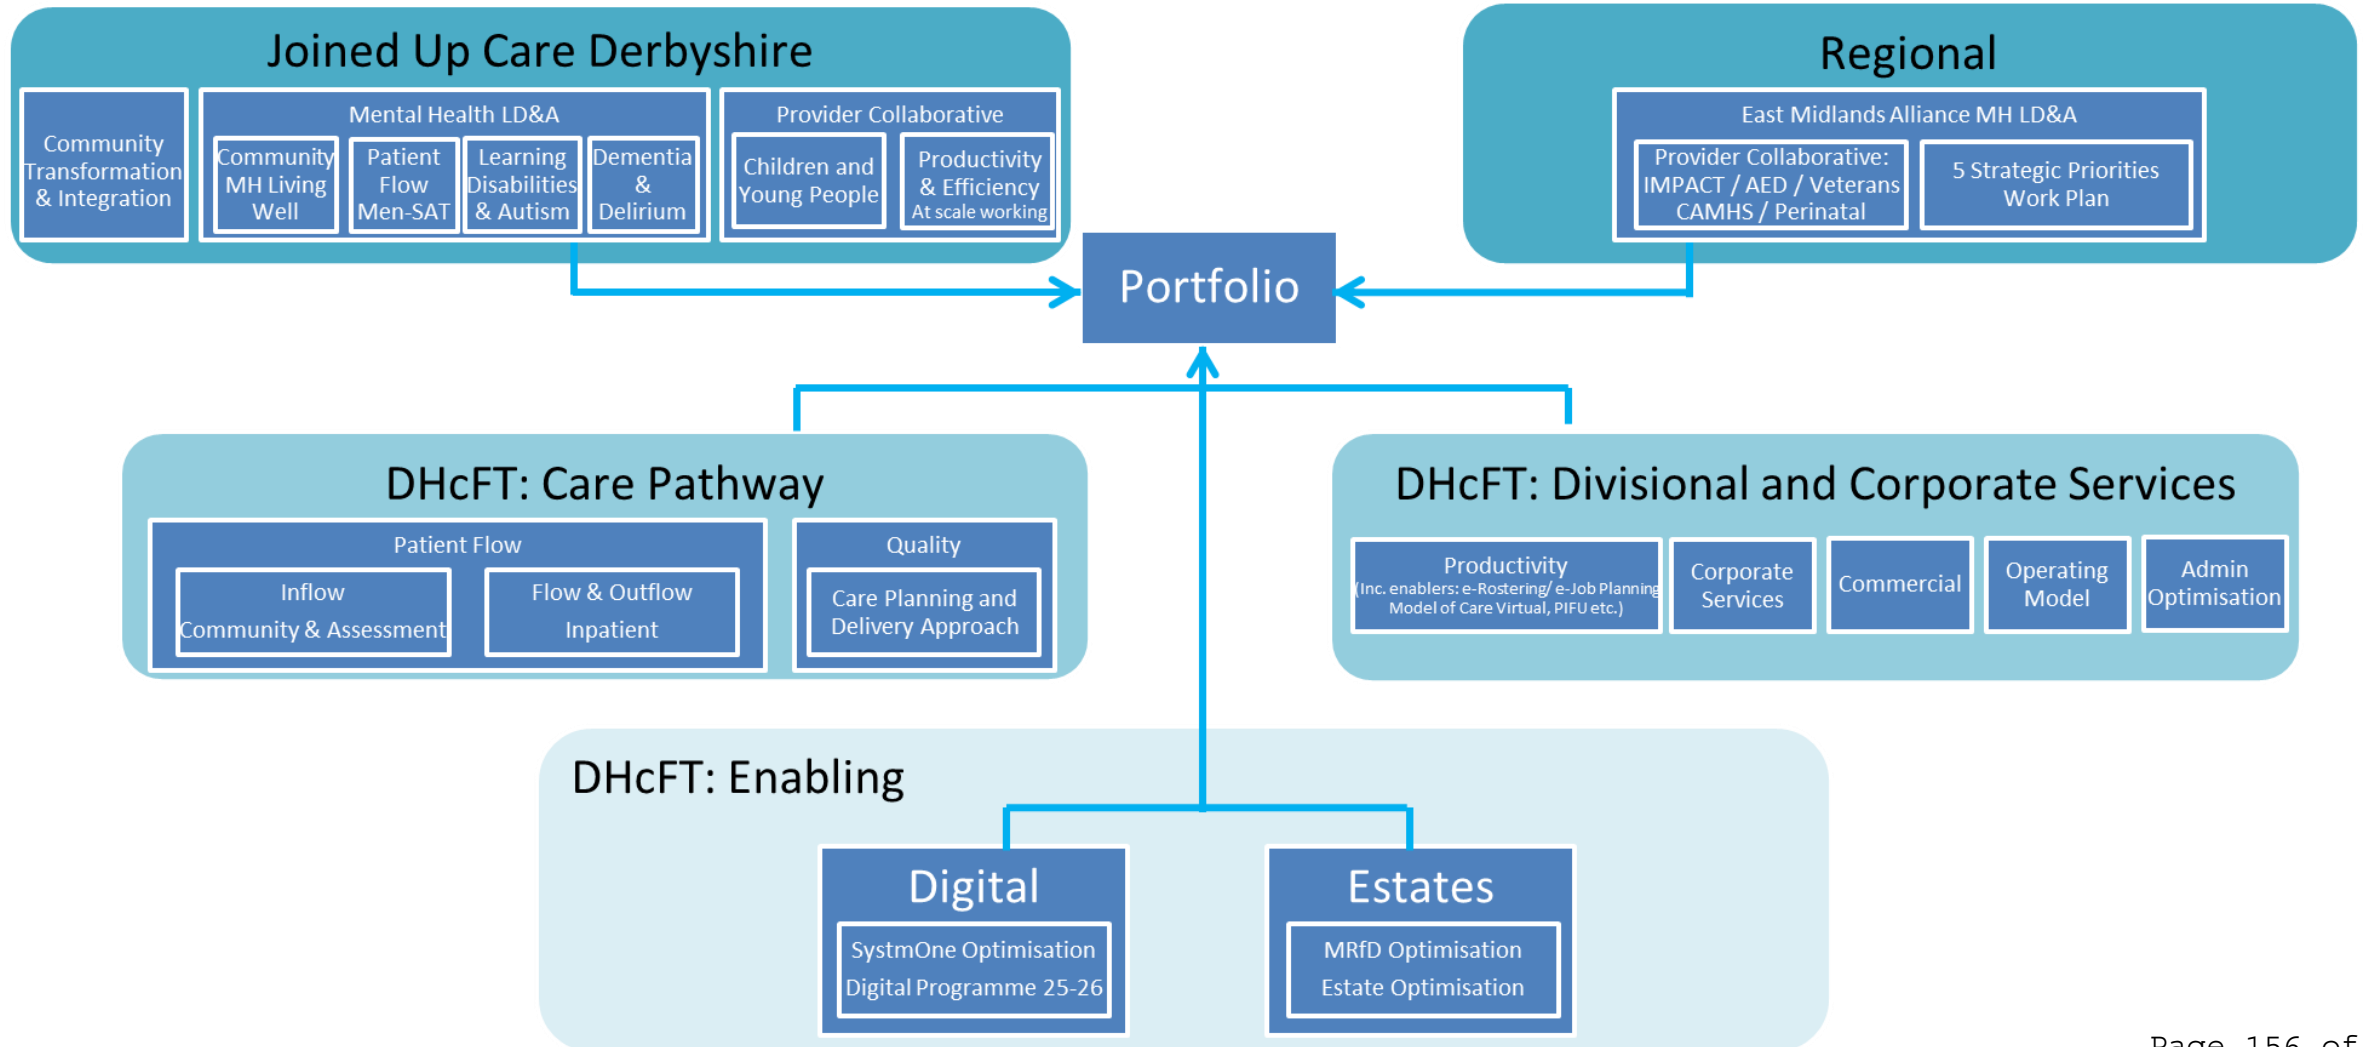 Joined Up Care Derbyshire
Community
Transformation
& Integration
Mental Health LD&A
Community
MH Living
Well
Patient
Flow
Men-SAT
Learning
Disabilities
& Autism
Dementia
&
Delirium
Provider Collaborative
Children and
Young People
Productivity
& Efficiency
At scale working
Regional
East Midlands Alliance MH LD&A
Provider Collaborative:
IMPACT / AED / Veterans
CAMHS / Perinatal
5 Strategic Priorities
Work Plan
Portfolio
DHcFT: Care Pathway
Patient Flow
Inflow
Community & Assessment
Flow & Outflow
Inpatient
Quality
Care Planning and
Delivery Approach
DHcFT: Divisional and Corporate Services
Productivity
(Inc. enablers: e-Rostering/ e-Job Planning
Model of Care Virtual, PIFU etc.)
Corporate
Services
Commercial
Operating
Model
Admin
Optimisation
DHcFT: Enabling
Digital
SystmOne Optimisation
Digital Programme 25-26
Estates
MRfD Optimisation
Estate Optimisation
Page 156 of